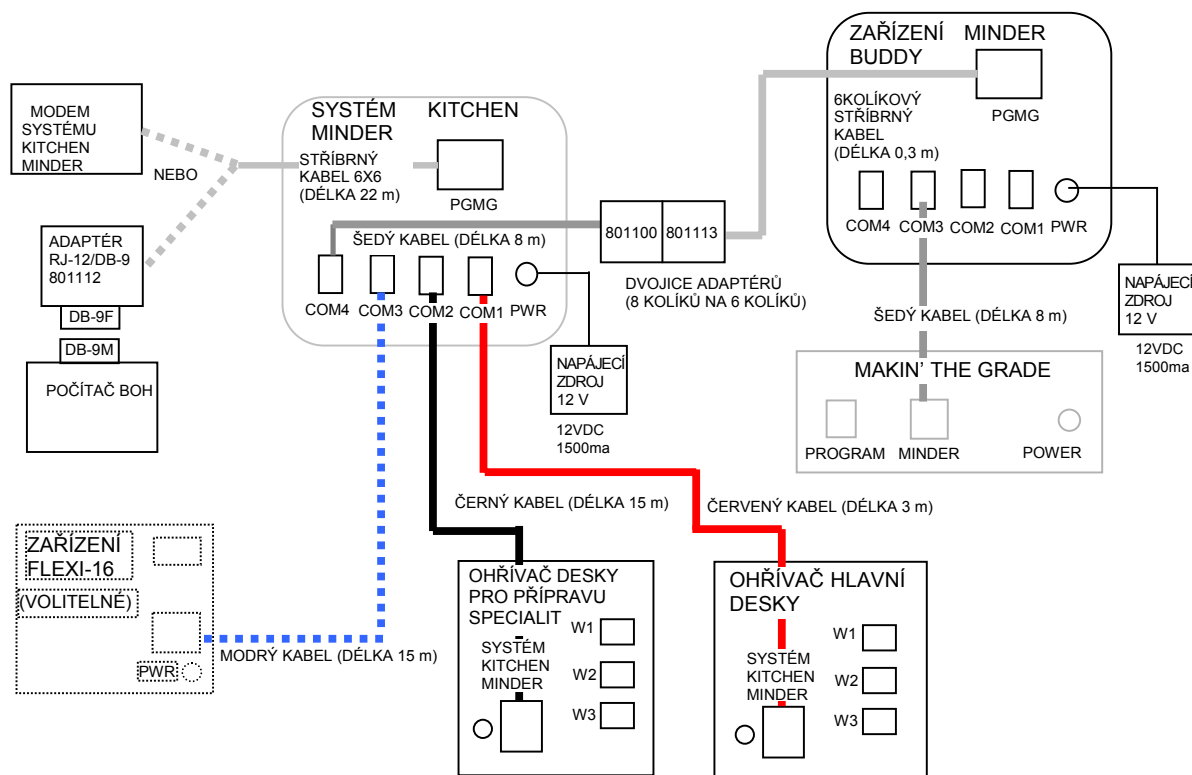 MODEM
SYSTÉMU
KITCHEN
MINDER
NEBO
ADAPTÉR
RJ-12/DB-9
801112
DB-9F
DB-9M
POČÍTAČ BOH
SYSTÉM KITCHEN
MINDER
STŘÍBRNÝ
KABEL 6X6
(DÉLKA 22 m)
PGMG
ŠEDÝ KABEL (DÉLKA 8 m)
COM4 COM3 COM2 COM1 PWR
NAPÁJECÍ
ZDROJ
12 V
12VDC
1500ma
801100 801113
DVOJICE ADAPTÉRŮ
(8 KOLÍKŮ NA 6 KOLÍKŮ)
ZAŘÍZENÍ MINDER
BUDDY
6KOLÍKOVÝ
STŘÍBRNÝ
KABEL
(DÉLKA 0,3 m)
PGMG
COM4 COM3 COM2 COM1 PWR
NAPÁJECÍ
ZDROJ
12 V
12VDC
1500ma
ŠEDÝ KABEL (DÉLKA 8 m)
MAKIN' THE GRADE
PROGRAM MINDER POWER
ČERNÝ KABEL (DÉLKA 15 m)
ČERVENÝ KABEL (DÉLKA 3 m)
ZAŘÍZENÍ
FLEXI-16
(VOLITELNÉ)
PWR
MODRÝ KABEL (DÉLKA 15 m)
OHŘÍVAČ DESKY
PRO PŘÍPRAVU
SPECIALIT
SYSTÉM
KITCHEN
MINDER
W1
W2
W3
OHŘÍVAČ HLAVNÍ
DESKY
SYSTÉM
KITCHEN
MINDER
W1
W2
W3